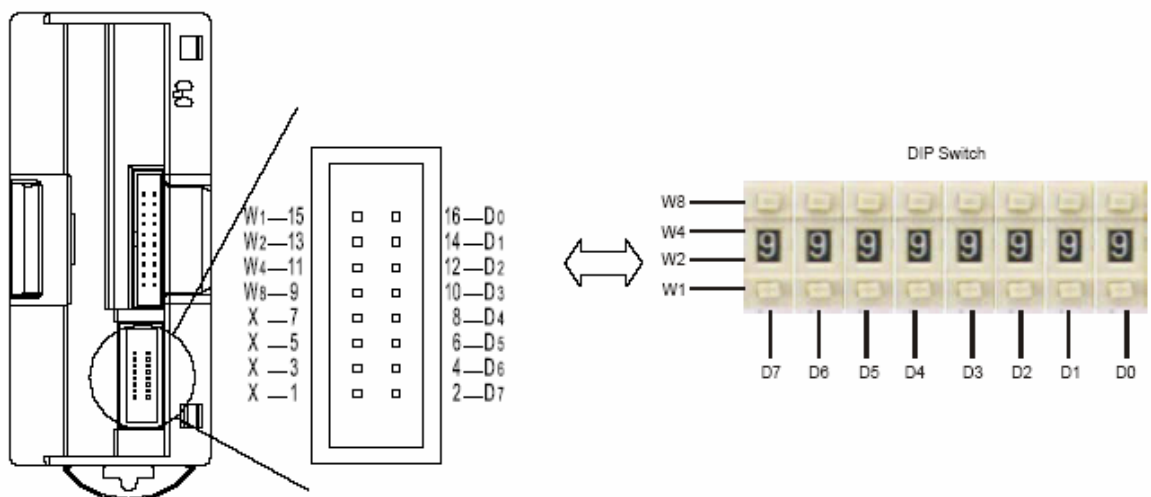 DIP Switch
W1—15 16—D0
W2—13 14—D1
W4—11 12—D2
W8—9 10—D3
X —7 8—D4
X —5 6—D5
X —3 4—D6
X —1 2—D7
W8
W4
W2
W1
9 9 9 9 9 9 9 9
D7 D6 D5 D4 D3 D2 D1 D0